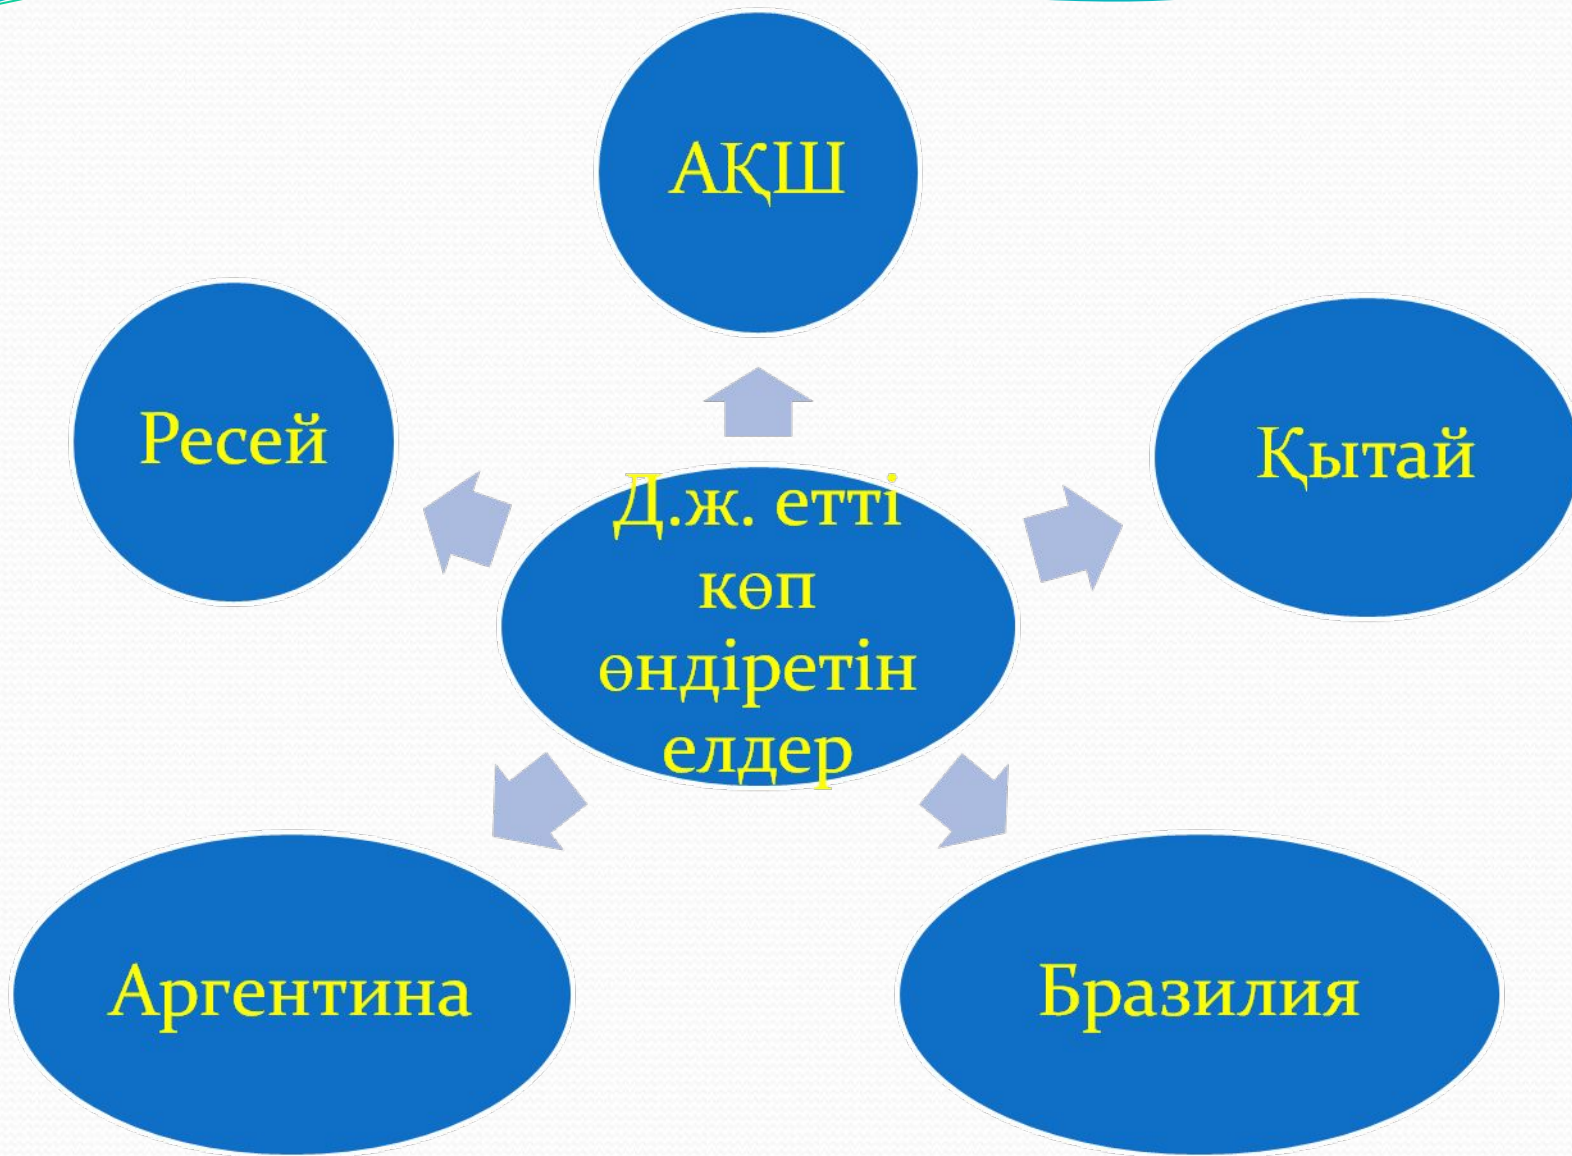 АҚШ
Ресей
Қытай
Д.ж. етті
көп
өндіретін
елдер
Аргентина
Бразилия